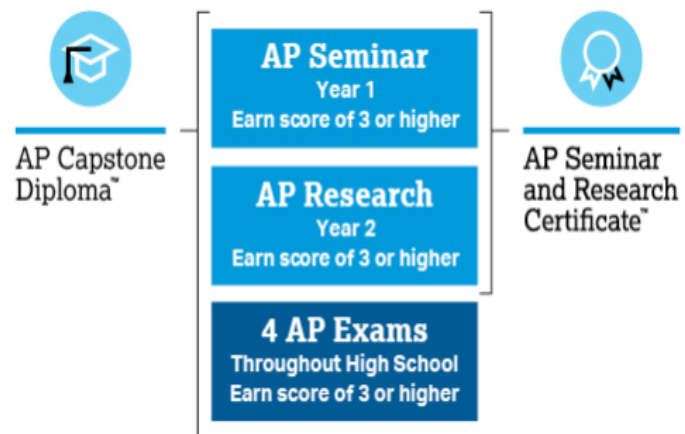 AP Seminar
Year 1
Earn score of 3 or higher
AP Capstone
Diploma™
AP Seminar
and Research
Certificate™
AP Research
Year 2
Earn score of 3 or higher
4 AP Exams
Throughout High School
Earn score of 3 or higher